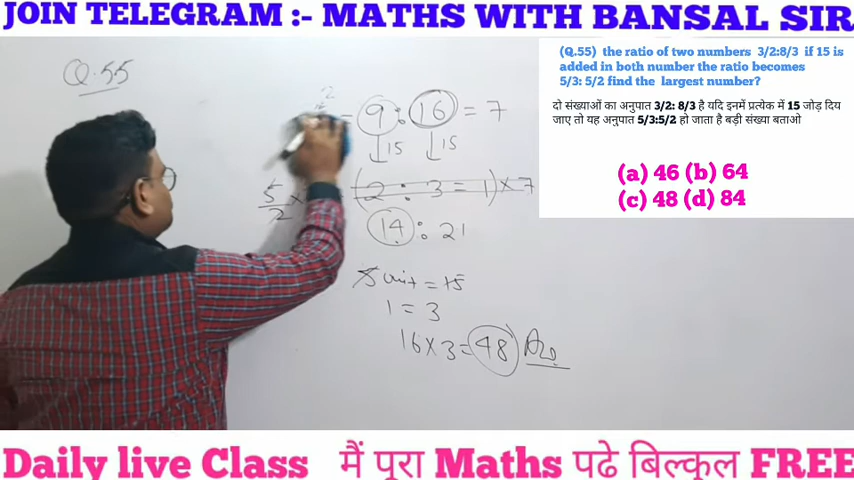 JOIN TELEGRAM :- MATHS WITH BANSAL SIR
(Q.55) the ratio of two numbers 3/2:8/3 if 15 is
added in both number the ratio becomes
5/3: 5/2 find the largest number?
दो संख्याओं का अनुपात 3/2: 8/3 है यदि इनमें प्रत्येक में 15 जोड़ दिय
जाए तो यह अनुपात 5/3:5/2 हो जाता है बड़ी संख्या बताओ
(a) 46 (b) 64
(c) 48 (d) 84
Q.55
= 9 : 16 = 7
↓15 ↓15
5/2 × (2 : 3 = 1) × 7
14 : 21
5 unit = 15
1 = 3
16 × 3 = 48 Ans
Daily live Class मैं पूरा Maths पढे बिल्कुल FREE